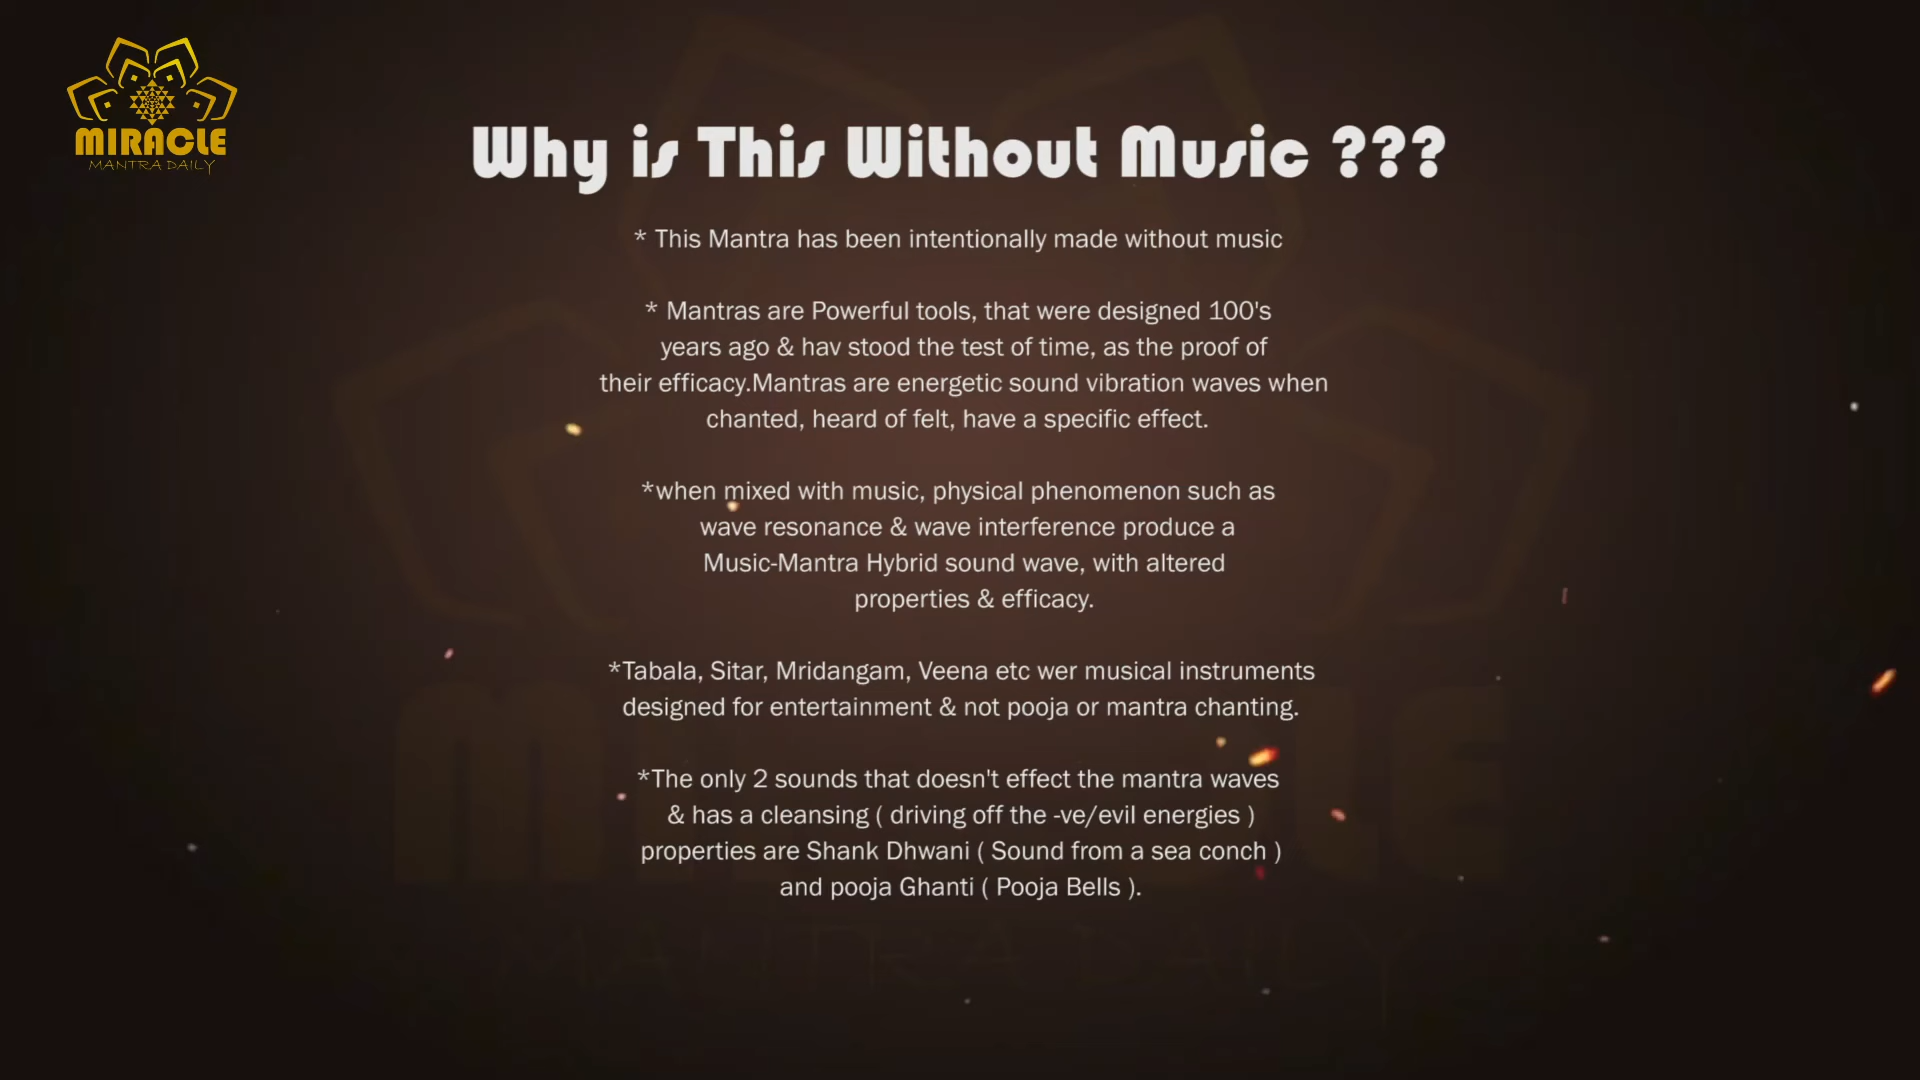 MIRACLE
MANTRA DAILY
Why is This Without Music ???
* This Mantra has been intentionally made without music
* Mantras are Powerful tools, that were designed 100's
years ago & hav stood the test of time, as the proof of
their efficacy.Mantras are energetic sound vibration waves when
chanted, heard of felt, have a specific effect.
*when mixed with music, physical phenomenon such as
wave resonance & wave interference produce a
Music-Mantra Hybrid sound wave, with altered
properties & efficacy.
*Tabala, Sitar, Mridangam, Veena etc wer musical instruments
designed for entertainment & not pooja or mantra chanting.
*The only 2 sounds that doesn't effect the mantra waves
& has a cleansing ( driving off the -ve/evil energies )
properties are Shank Dhwani ( Sound from a sea conch )
and pooja Ghanti ( Pooja Bells ).